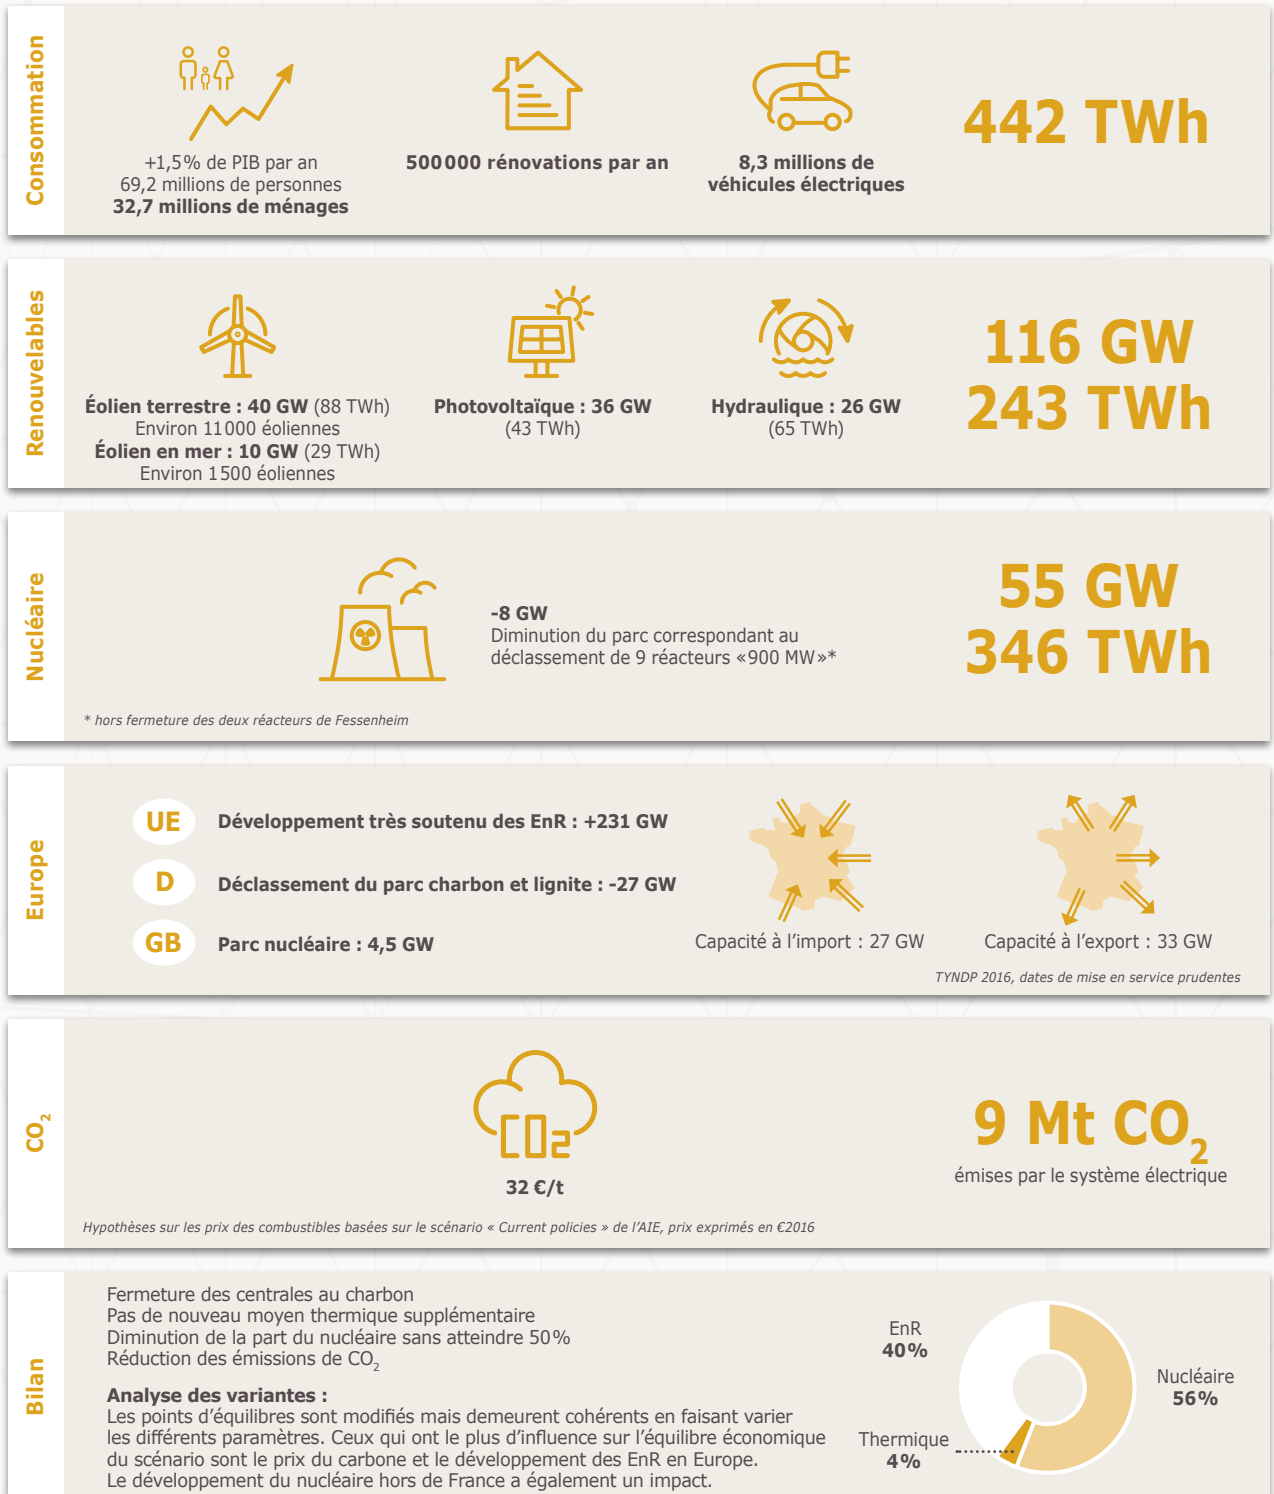 Consommation
+1,5% de PIB par an
69,2 millions de personnes
32,7 millions de ménages
500000 rénovations par an
8,3 millions de
véhicules électriques
442 TWh
Renouvelables
Éolien terrestre : 40 GW (88 TWh)
Environ 11000 éoliennes
Éolien en mer : 10 GW (29 TWh)
Environ 1500 éoliennes
Photovoltaïque : 36 GW
(43 TWh)
Hydraulique : 26 GW
(65 TWh)
116 GW
243 TWh
Nucléaire
-8 GW
Diminution du parc correspondant au
déclassement de 9 réacteurs «900 MW»*
55 GW
346 TWh
* hors fermeture des deux réacteurs de Fessenheim
Europe
UE
Développement très soutenu des EnR : +231 GW
D
Déclassement du parc charbon et lignite : -27 GW
GB
Parc nucléaire : 4,5 GW
Capacité à l'import : 27 GW
Capacité à l'export : 33 GW
TYNDP 2016, dates de mise en service prudentes
CO₂
CO₂
32 €/t
9 Mt CO₂
émises par le système électrique
Hypothèses sur les prix des combustibles basées sur le scénario « Current policies » de l'AIE, prix exprimés en €2016
Bilan
Fermeture des centrales au charbon
Pas de nouveau moyen thermique supplémentaire
Diminution de la part du nucléaire sans atteindre 50%
Réduction des émissions de CO₂
Analyse des variantes :
Les points d'équilibres sont modifiés mais demeurent cohérents en faisant varier
les différents paramètres. Ceux qui ont le plus d'influence sur l'équilibre économique
du scénario sont le prix du carbone et le développement des EnR en Europe.
Le développement du nucléaire hors de France a également un impact.
EnR
40%
Nucléaire
56%
Thermique
4%